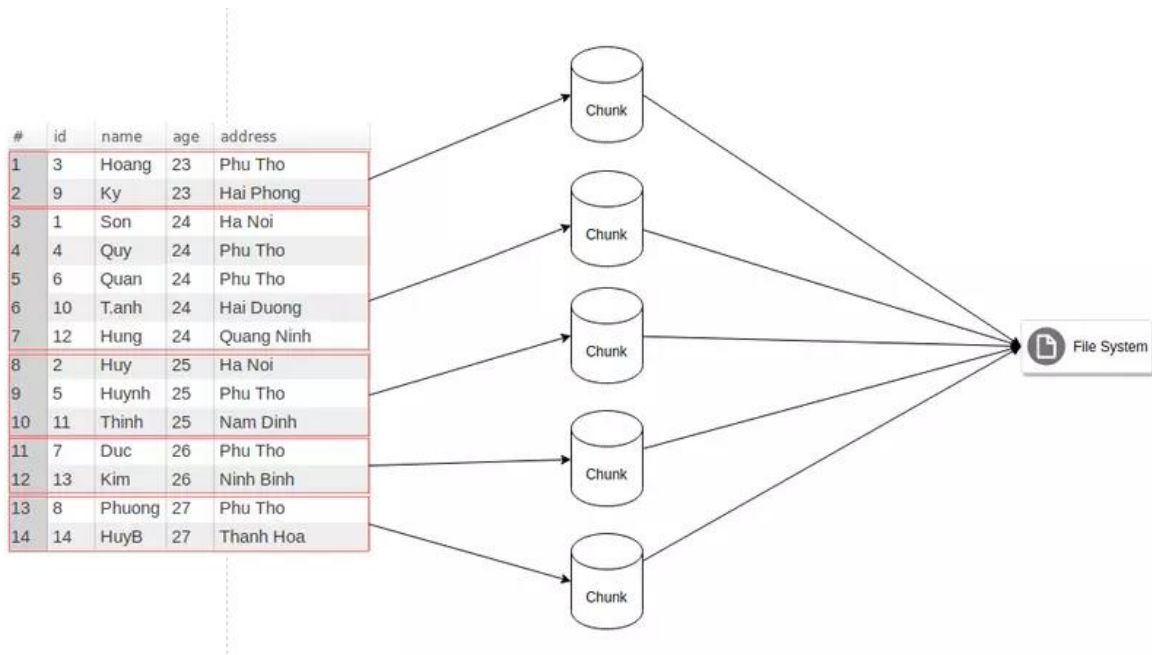 # id name age address
1 3 Hoang 23 Phu Tho
2 9 Ky 23 Hai Phong
3 1 Son 24 Ha Noi
4 4 Quy 24 Phu Tho
5 6 Quan 24 Phu Tho
6 10 T.anh 24 Hai Duong
7 12 Hung 24 Quang Ninh
8 2 Huy 25 Ha Noi
9 5 Huynh 25 Phu Tho
10 11 Thinh 25 Nam Dinh
11 7 Duc 26 Phu Tho
12 13 Kim 26 Ninh Binh
13 8 Phuong 27 Phu Tho
14 14 HuyB 27 Thanh Hoa
Chunk
Chunk
Chunk
Chunk
Chunk
File System